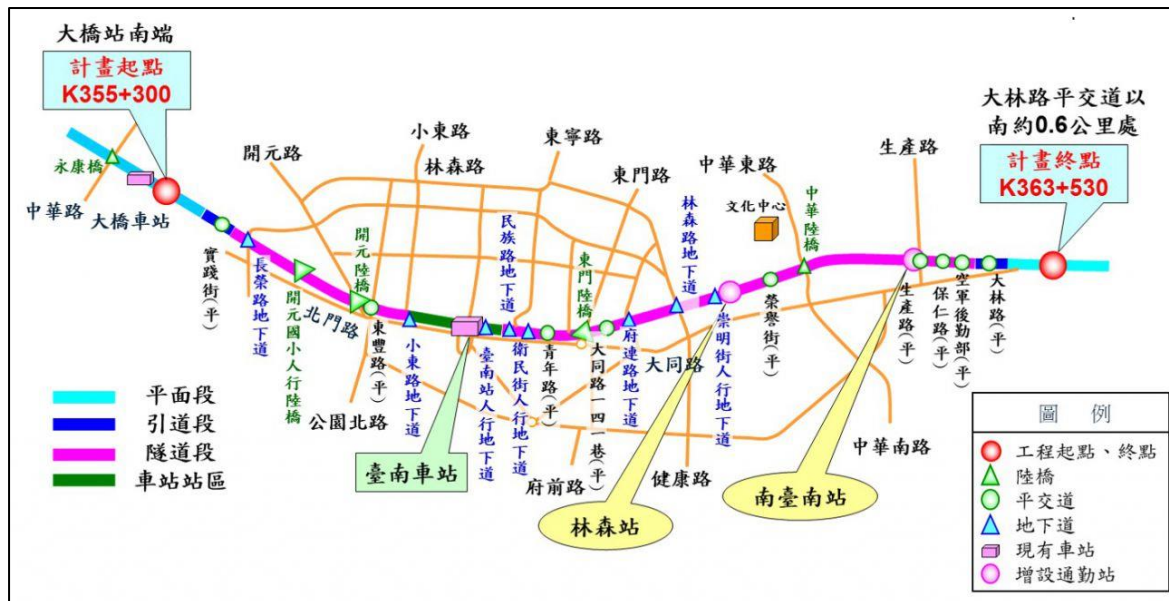 大橋站南端
計畫起點
K355+300
大林路平交道以
南約0.6公里處
計畫終點
K363+530
小東路
東寧路
開元路
林森路
東門路
中華東路
生產路
文化中心
永康橋
中華路
大橋車站
實踐街(平)
長榮路地下道
開元國小人行陸橋
北門路
開元陸橋
東豐路(平)
公園北路
小東路地下道
臺南車站
臺南站人行地下道
民族路地下道
衛民街人行地下道
青年路(平)
東門陸橋
大同路一四一巷(平)
府前路
府連路地下道
大同路
健康路
林森路地下道
崇明街人行地下道
林森站
榮譽街(平)
中華陸橋
中華南路
南臺南站
生產路(平)
保仁路(平)
空軍後勤部(平)
大林路(平)
平面段
引道段
隧道段
車站站區
圖 例
工程起點、終點
陸橋
平交道
地下道
現有車站
增設通勤站